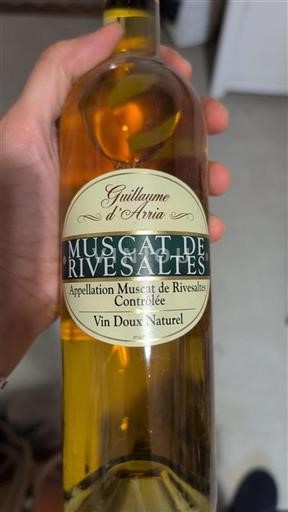 Guillaume
d'Arria
MUSCAT DE
RIVESALTES
Appellation Muscat de Rivesaltes
Contrôlée
Vin Doux Naturel